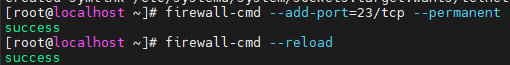 [root@localhost ~]# firewall-cmd --add-port=23/tcp --permanent
success
[root@localhost ~]# firewall-cmd --reload
success